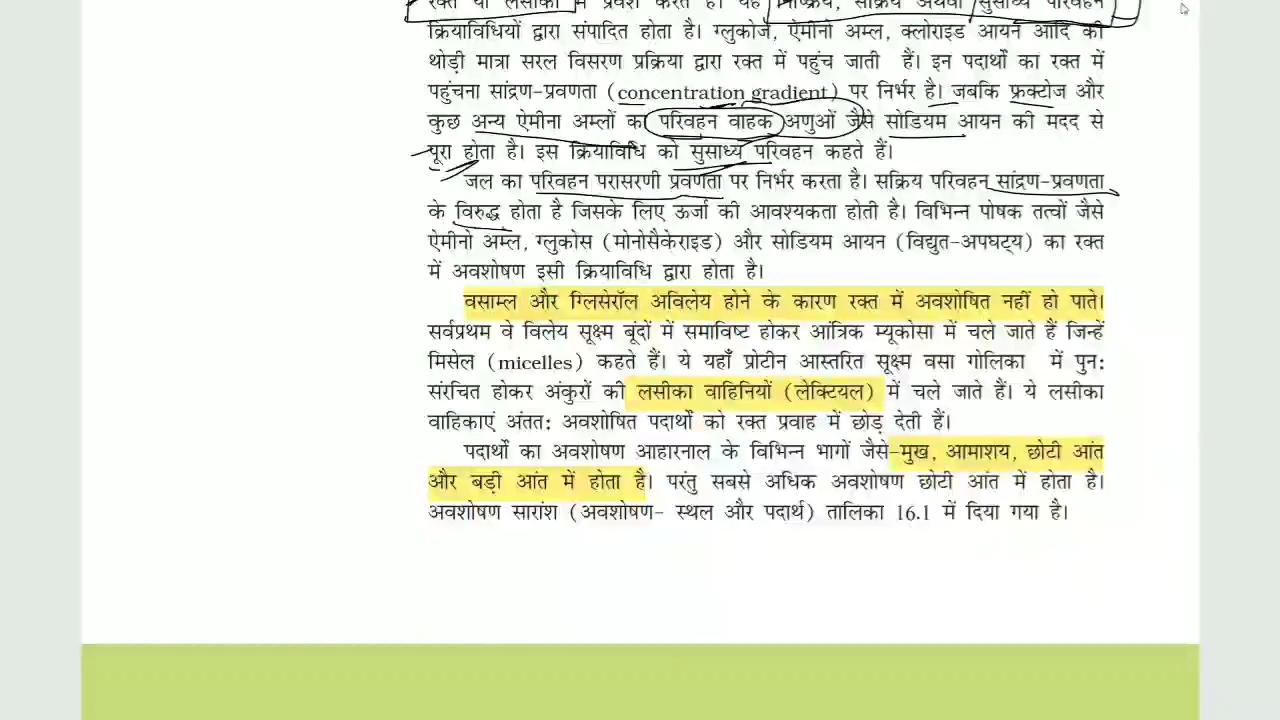 रक्त या लसीका में प्रवेश करते हैं। यह निष्क्रिय, सक्रिय अथवा सुसाध्य परिवहन
क्रियाविधियों द्वारा संपादित होता है। ग्लुकोज, ऐमीनो अम्ल, क्लोराइड आयन आदि की
थोड़ी मात्रा सरल विसरण प्रक्रिया द्वारा रक्त में पहुंच जाती हैं। इन पदार्थों का रक्त में
पहुंचना सांद्रण-प्रवणता (concentration gradient) पर निर्भर है। जबकि फ्रक्टोज और
कुछ अन्य ऐमीना अम्लों का परिवहन वाहक अणुओं जैसे सोडियम आयन की मदद से
पूरा होता है। इस क्रियाविधि को सुसाध्य परिवहन कहते हैं।
जल का परिवहन परासरणी प्रवणता पर निर्भर करता है। सक्रिय परिवहन सांद्रण-प्रवणता
के विरुद्ध होता है जिसके लिए ऊर्जा की आवश्यकता होती है। विभिन्न पोषक तत्वों जैसे
ऐमीनो अम्ल, ग्लुकोस (मोनोसैकेराइड) और सोडियम आयन (विद्युत-अपघट्य) का रक्त
में अवशोषण इसी क्रियाविधि द्वारा होता है।
वसाम्ल और ग्लिसेरॉल अविलेय होने के कारण रक्त में अवशोषित नहीं हो पाते।
सर्वप्रथम वे विलेय सूक्ष्म बूंदों में समाविष्ट होकर आंत्रिक म्यूकोसा में चले जाते हैं जिन्हें
मिसेल (micelles) कहते हैं। ये यहाँ प्रोटीन आस्तरित सूक्ष्म वसा गोलिका में पुन:
संरचित होकर अंकुरों की लसीका वाहिनियों (लेक्टियल) में चले जाते हैं। ये लसीका
वाहिकाएं अंतत: अवशोषित पदार्थों को रक्त प्रवाह में छोड़ देती हैं।
पदार्थों का अवशोषण आहारनाल के विभिन्न भागों जैसे-मुख, आमाशय, छोटी आंत
और बड़ी आंत में होता है। परंतु सबसे अधिक अवशोषण छोटी आंत में होता है।
अवशोषण सारांश (अवशोषण- स्थल और पदार्थ) तालिका 16.1 में दिया गया है।